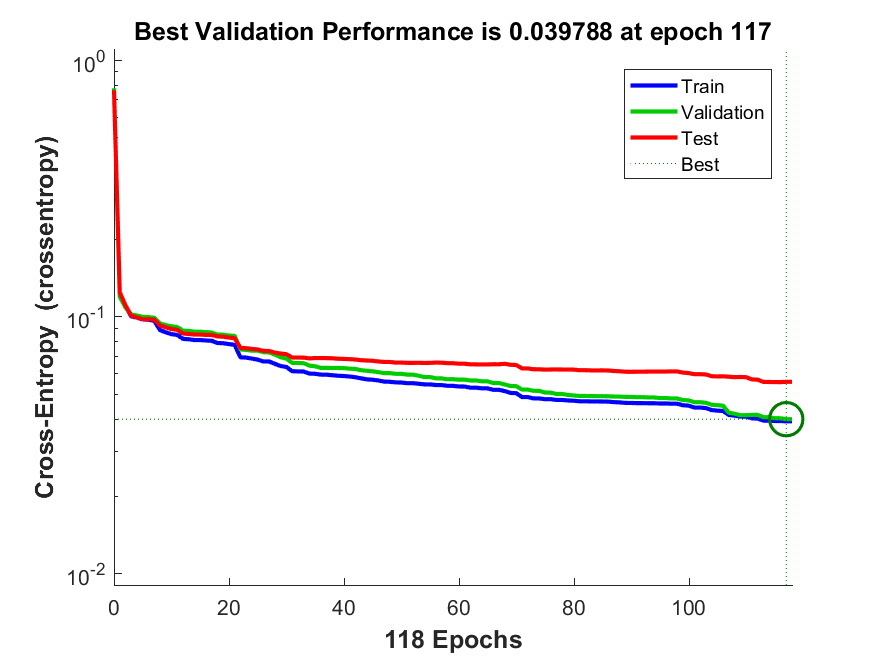 Best Validation Performance is 0.039788 at epoch 117
10^0
Train
Validation
Test
Best
Cross-Entropy (crossentropy)
10^-1
10^-2
0 20 40 60 80 100
118 Epochs